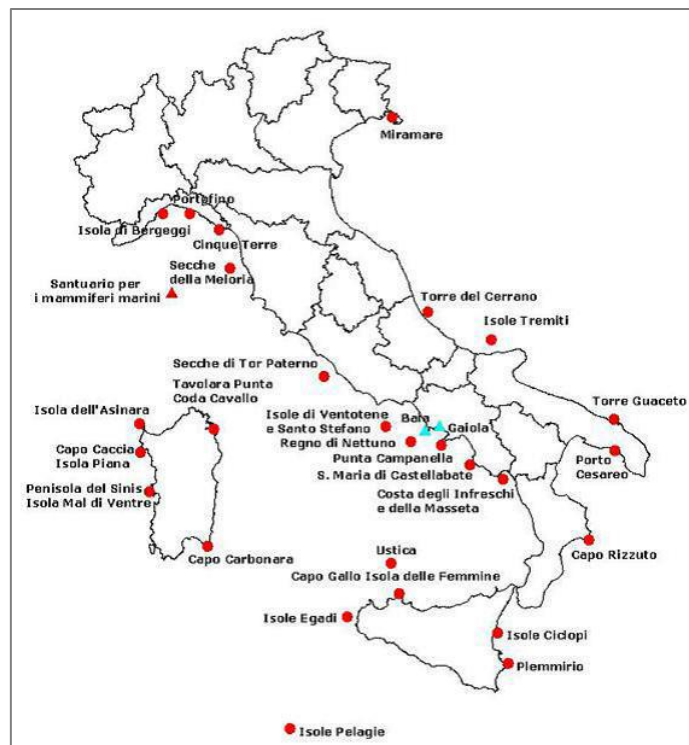 Miramare
Portofino
Isola di Bergeggi
Cinque Terre
Secche
della Meloria
Santuario per
i mammiferi marini
Torre del Cerrano
Isole Tremiti
Secche di Tor Paterno
Tavolara Punta
Coda Cavallo
Isola dell'Asinara
Isole di Ventotene
e Santo Stefano
Baia
Gaiola
Torre Guaceto
Regno di Nettuno
Capo Caccia
Isola Piana
Punta Campanella
Porto
Cesareo
S. Maria di Castellabate
Penisola del Sinis
Isola Mal di Ventre
Costa degli Infreschi
e della Masseta
Capo Carbonara
Ustica
Capo Rizzuto
Capo Gallo Isola delle Femmine
Isole Egadi
Isole Ciclopi
Plemmirio
Isole Pelagie